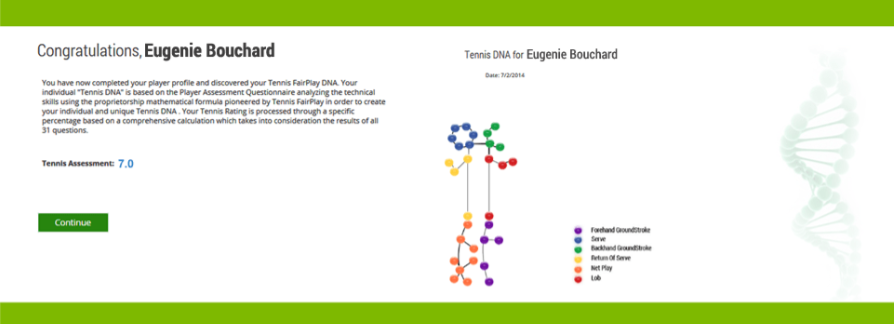 Congratulations, Eugenie Bouchard
You have now completed your player profile and discovered your Tennis FairPlay DNA. Your
individual "Tennis DNA" is based on the Player Assessment Questionnaire analyzing the technical
skills using the proprietorship mathematical formula pioneered by Tennis FairPlay in order to create
your individual and unique Tennis DNA . Your Tennis Rating is processed through a specific
percentage based on a comprehensive calculation which takes into consideration the results of all
31 questions.
Tennis Assessment: 7.0
Continue
Tennis DNA for Eugenie Bouchard
Date: 7/2/2014
Forehand GroundStroke
Serve
Backhand GroundStroke
Return Of Serve
Net Play
Lob